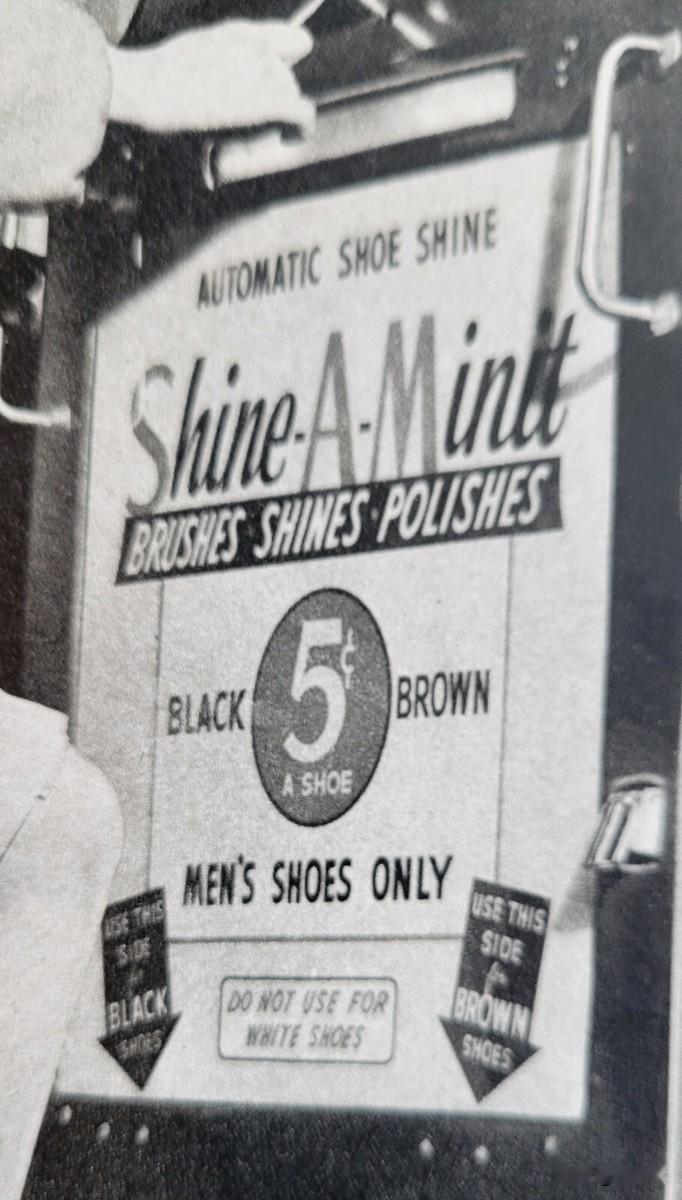 AUTOMATIC SHOE SHINE
Shine-A-Minit
BRUSHES SHINES POLISHES
BLACK
5¢
A SHOE
BROWN
MEN'S SHOES ONLY
USE THIS
SIDE
for
BLACK
SHOES
DO NOT USE FOR
WHITE SHOES
USE THIS
SIDE
for
BROWN
SHOES